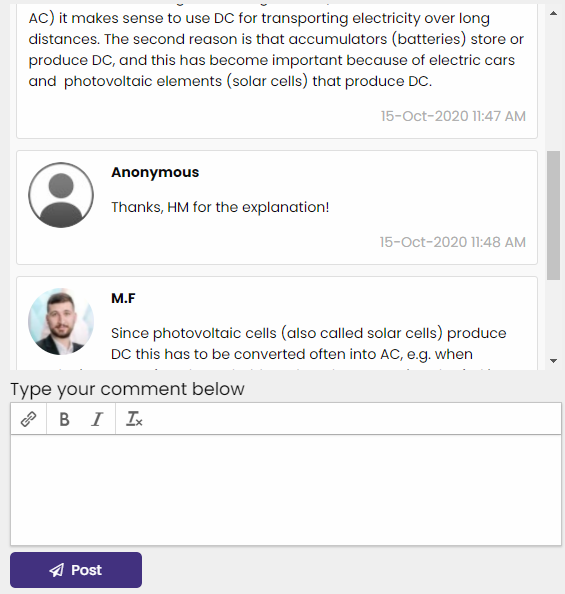 AC) it makes sense to use DC for transporting electricity over long
distances. The second reason is that accumulators (batteries) store or
produce DC, and this has become important because of electric cars
and photovoltaic elements (solar cells) that produce DC.
15-Oct-2020 11:47 AM
Anonymous
Thanks, HM for the explanation!
15-Oct-2020 11:48 AM
M.F
Since photovoltaic cells (also called solar cells) produce
DC this has to be converted often into AC, e.g. when
Type your comment below
B I Tx
Post